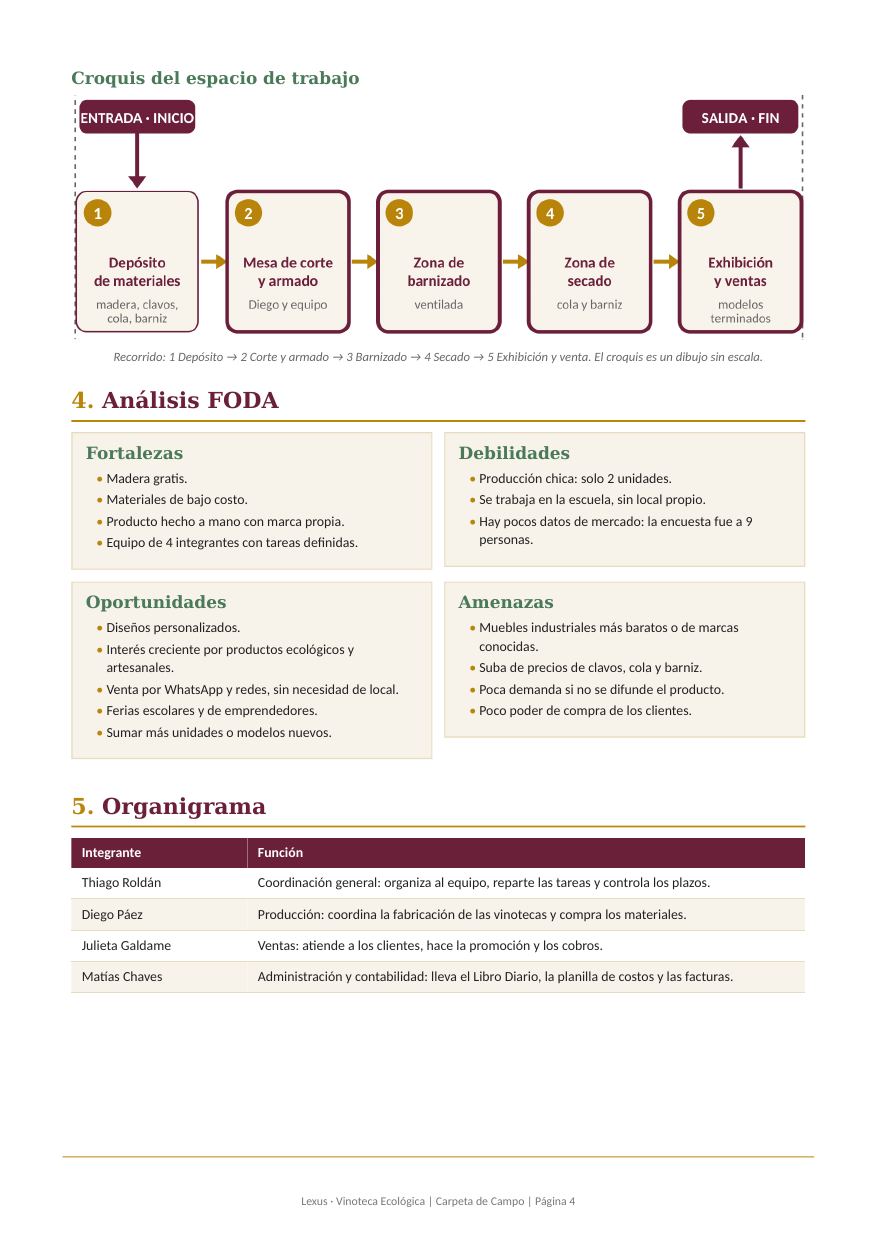 Croquis del espacio de trabajo
ENTRADA · INICIO
SALIDA · FIN
1
Depósito
de materiales
madera, clavos,
cola, barniz
2
Mesa de corte
y armado
Diego y equipo
3
Zona de
barnizado
ventilada
4
Zona de
secado
cola y barniz
5
Exhibición
y ventas
modelos
terminados
Recorrido: 1 Depósito → 2 Corte y armado → 3 Barnizado → 4 Secado → 5 Exhibición y venta. El croquis es un dibujo sin escala.
4. Análisis FODA
Fortalezas
• Madera gratis.
• Materiales de bajo costo.
• Producto hecho a mano con marca propia.
• Equipo de 4 integrantes con tareas definidas.
Debilidades
• Producción chica: solo 2 unidades.
• Se trabaja en la escuela, sin local propio.
• Hay pocos datos de mercado: la encuesta fue a 9
personas.
Oportunidades
• Diseños personalizados.
• Interés creciente por productos ecológicos y
artesanales.
• Venta por WhatsApp y redes, sin necesidad de local.
• Ferias escolares y de emprendedores.
• Sumar más unidades o modelos nuevos.
Amenazas
• Muebles industriales más baratos o de marcas
conocidas.
• Suba de precios de clavos, cola y barniz.
• Poca demanda si no se difunde el producto.
• Poco poder de compra de los clientes.
5. Organigrama
Integrante Función
Thiago Roldán Coordinación general: organiza al equipo, reparte las tareas y controla los plazos.
Diego Páez Producción: coordina la fabricación de las vinotecas y compra los materiales.
Julieta Galdame Ventas: atiende a los clientes, hace la promoción y los cobros.
Matías Chaves Administración y contabilidad: lleva el Libro Diario, la planilla de costos y las facturas.
Lexus · Vinoteca Ecológica | Carpeta de Campo | Página 4